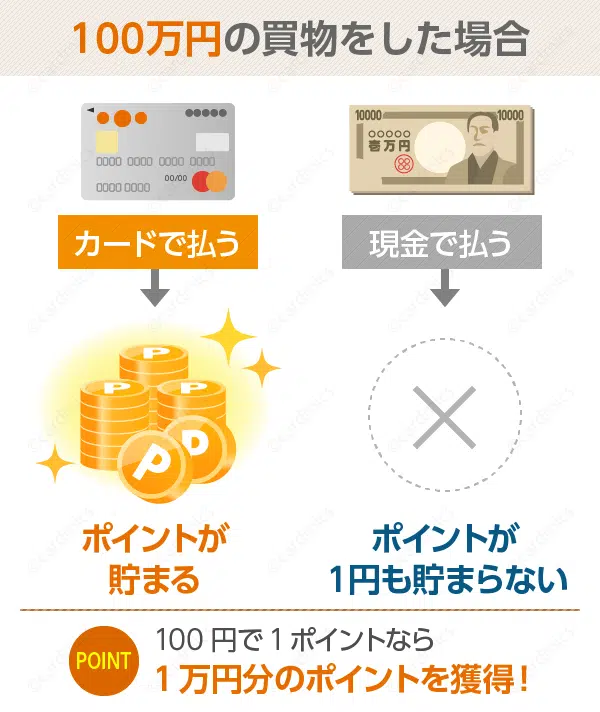 100万円の買物をした場合
00/00
10000 10000
壱万円
カードで払う
現金で払う
P
P P
P P
ポイントが
貯まる
ポイントが
1円も貯まらない
POINT
100円で1ポイントなら
1万円分のポイントを獲得!
©cardmics